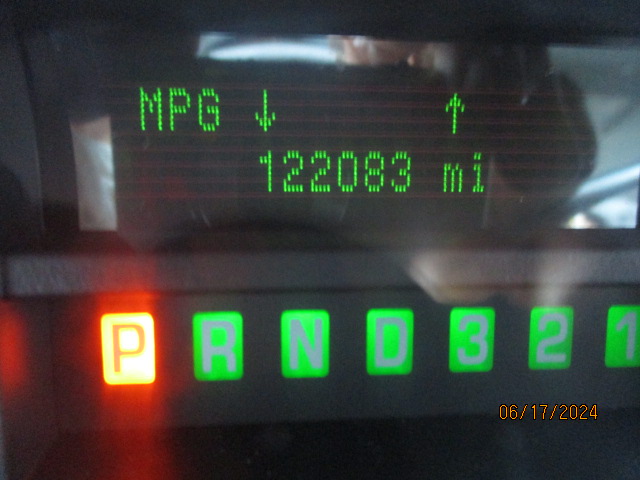 MPG ↓ ↑
122083 mi
P R N D 3 2 1
06/17/2024